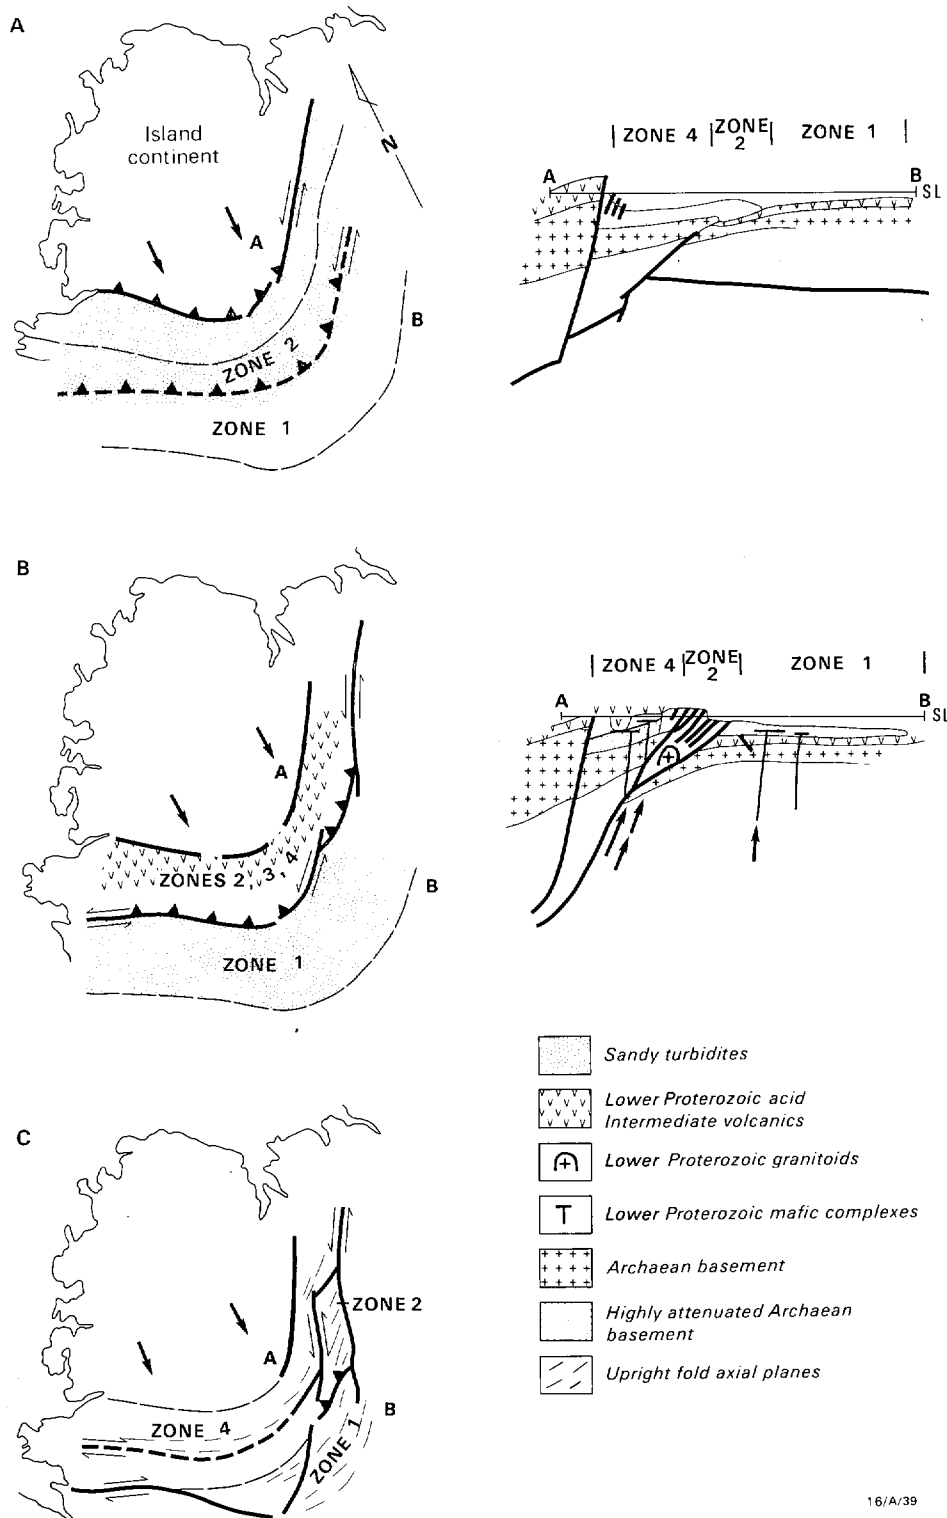 A
Island
continent
N
A
ZONE 2
B
ZONE 1
ZONE 4
ZONE
2
ZONE 1
A
B
SL
B
A
ZONES 2, 3, 4
B
ZONE 1
ZONE 4
ZONE
2
ZONE 1
A
B
SL
C
ZONE 2
A
B
ZONE 4
ZONE 1
Sandy turbidites
Lower Proterozoic acid
Intermediate volcanics
Lower Proterozoic granitoids
Lower Proterozoic mafic complexes
Archaean basement
Highly attenuated Archaean
basement
Upright fold axial planes
16/A/39